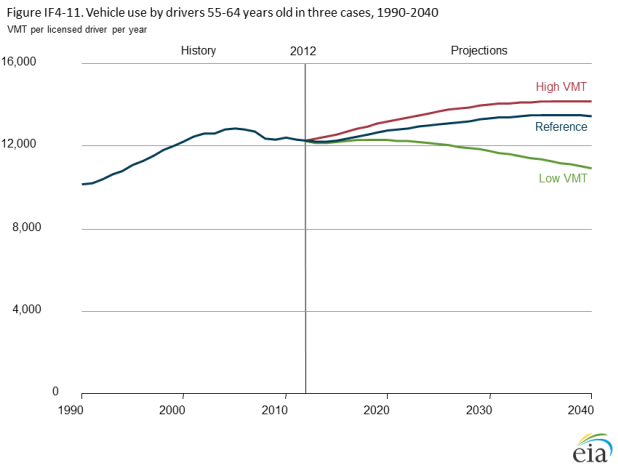 Figure IF4-11. Vehicle use by drivers 55-64 years old in three cases, 1990-2040
VMT per licensed driver per year
History 2012 Projections
16,000
High VMT
Reference
12,000
Low VMT
8,000
4,000
0
1990 2000 2010 2020 2030 2040
eia